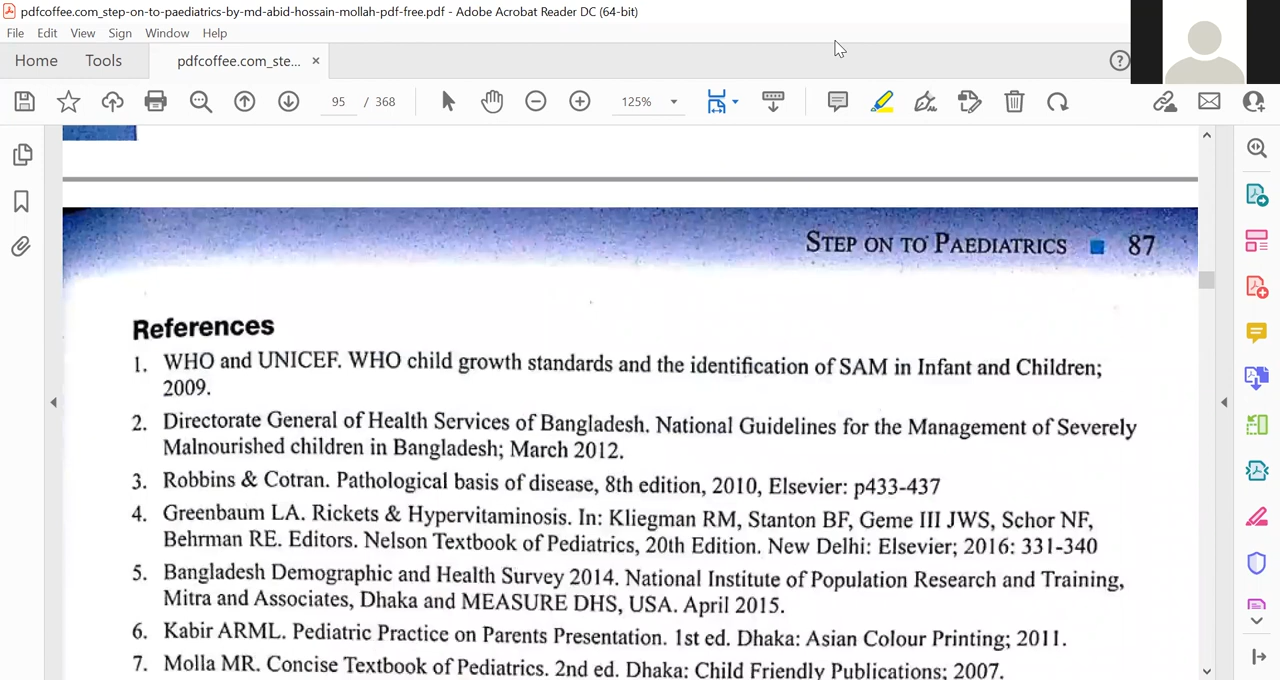 pdfcoffee.com_step-on-to-paediatrics-by-md-abid-hossain-mollah-pdf-free.pdf - Adobe Acrobat Reader DC (64-bit)
File Edit View Sign Window Help
Home Tools pdfcoffee.com_ste... ×
95 / 368 125%
STEP ON TO PAEDIATRICS ■ 87
References
1. WHO and UNICEF. WHO child growth standards and the identification of SAM in Infant and Children;
2009.
2. Directorate General of Health Services of Bangladesh. National Guidelines for the Management of Severely
Malnourished children in Bangladesh; March 2012.
3. Robbins & Cotran. Pathological basis of disease, 8th edition, 2010, Elsevier: p433-437
4. Greenbaum LA. Rickets & Hypervitaminosis. In: Kliegman RM, Stanton BF, Geme III JWS, Schor NF,
Behrman RE. Editors. Nelson Textbook of Pediatrics, 20th Edition. New Delhi: Elsevier; 2016: 331-340
5. Bangladesh Demographic and Health Survey 2014. National Institute of Population Research and Training,
Mitra and Associates, Dhaka and MEASURE DHS, USA. April 2015.
6. Kabir ARML. Pediatric Practice on Parents Presentation. 1st ed. Dhaka: Asian Colour Printing; 2011.
7. Molla MR. Concise Textbook of Pediatrics. 2nd ed. Dhaka: Child Friendly Publications; 2007.